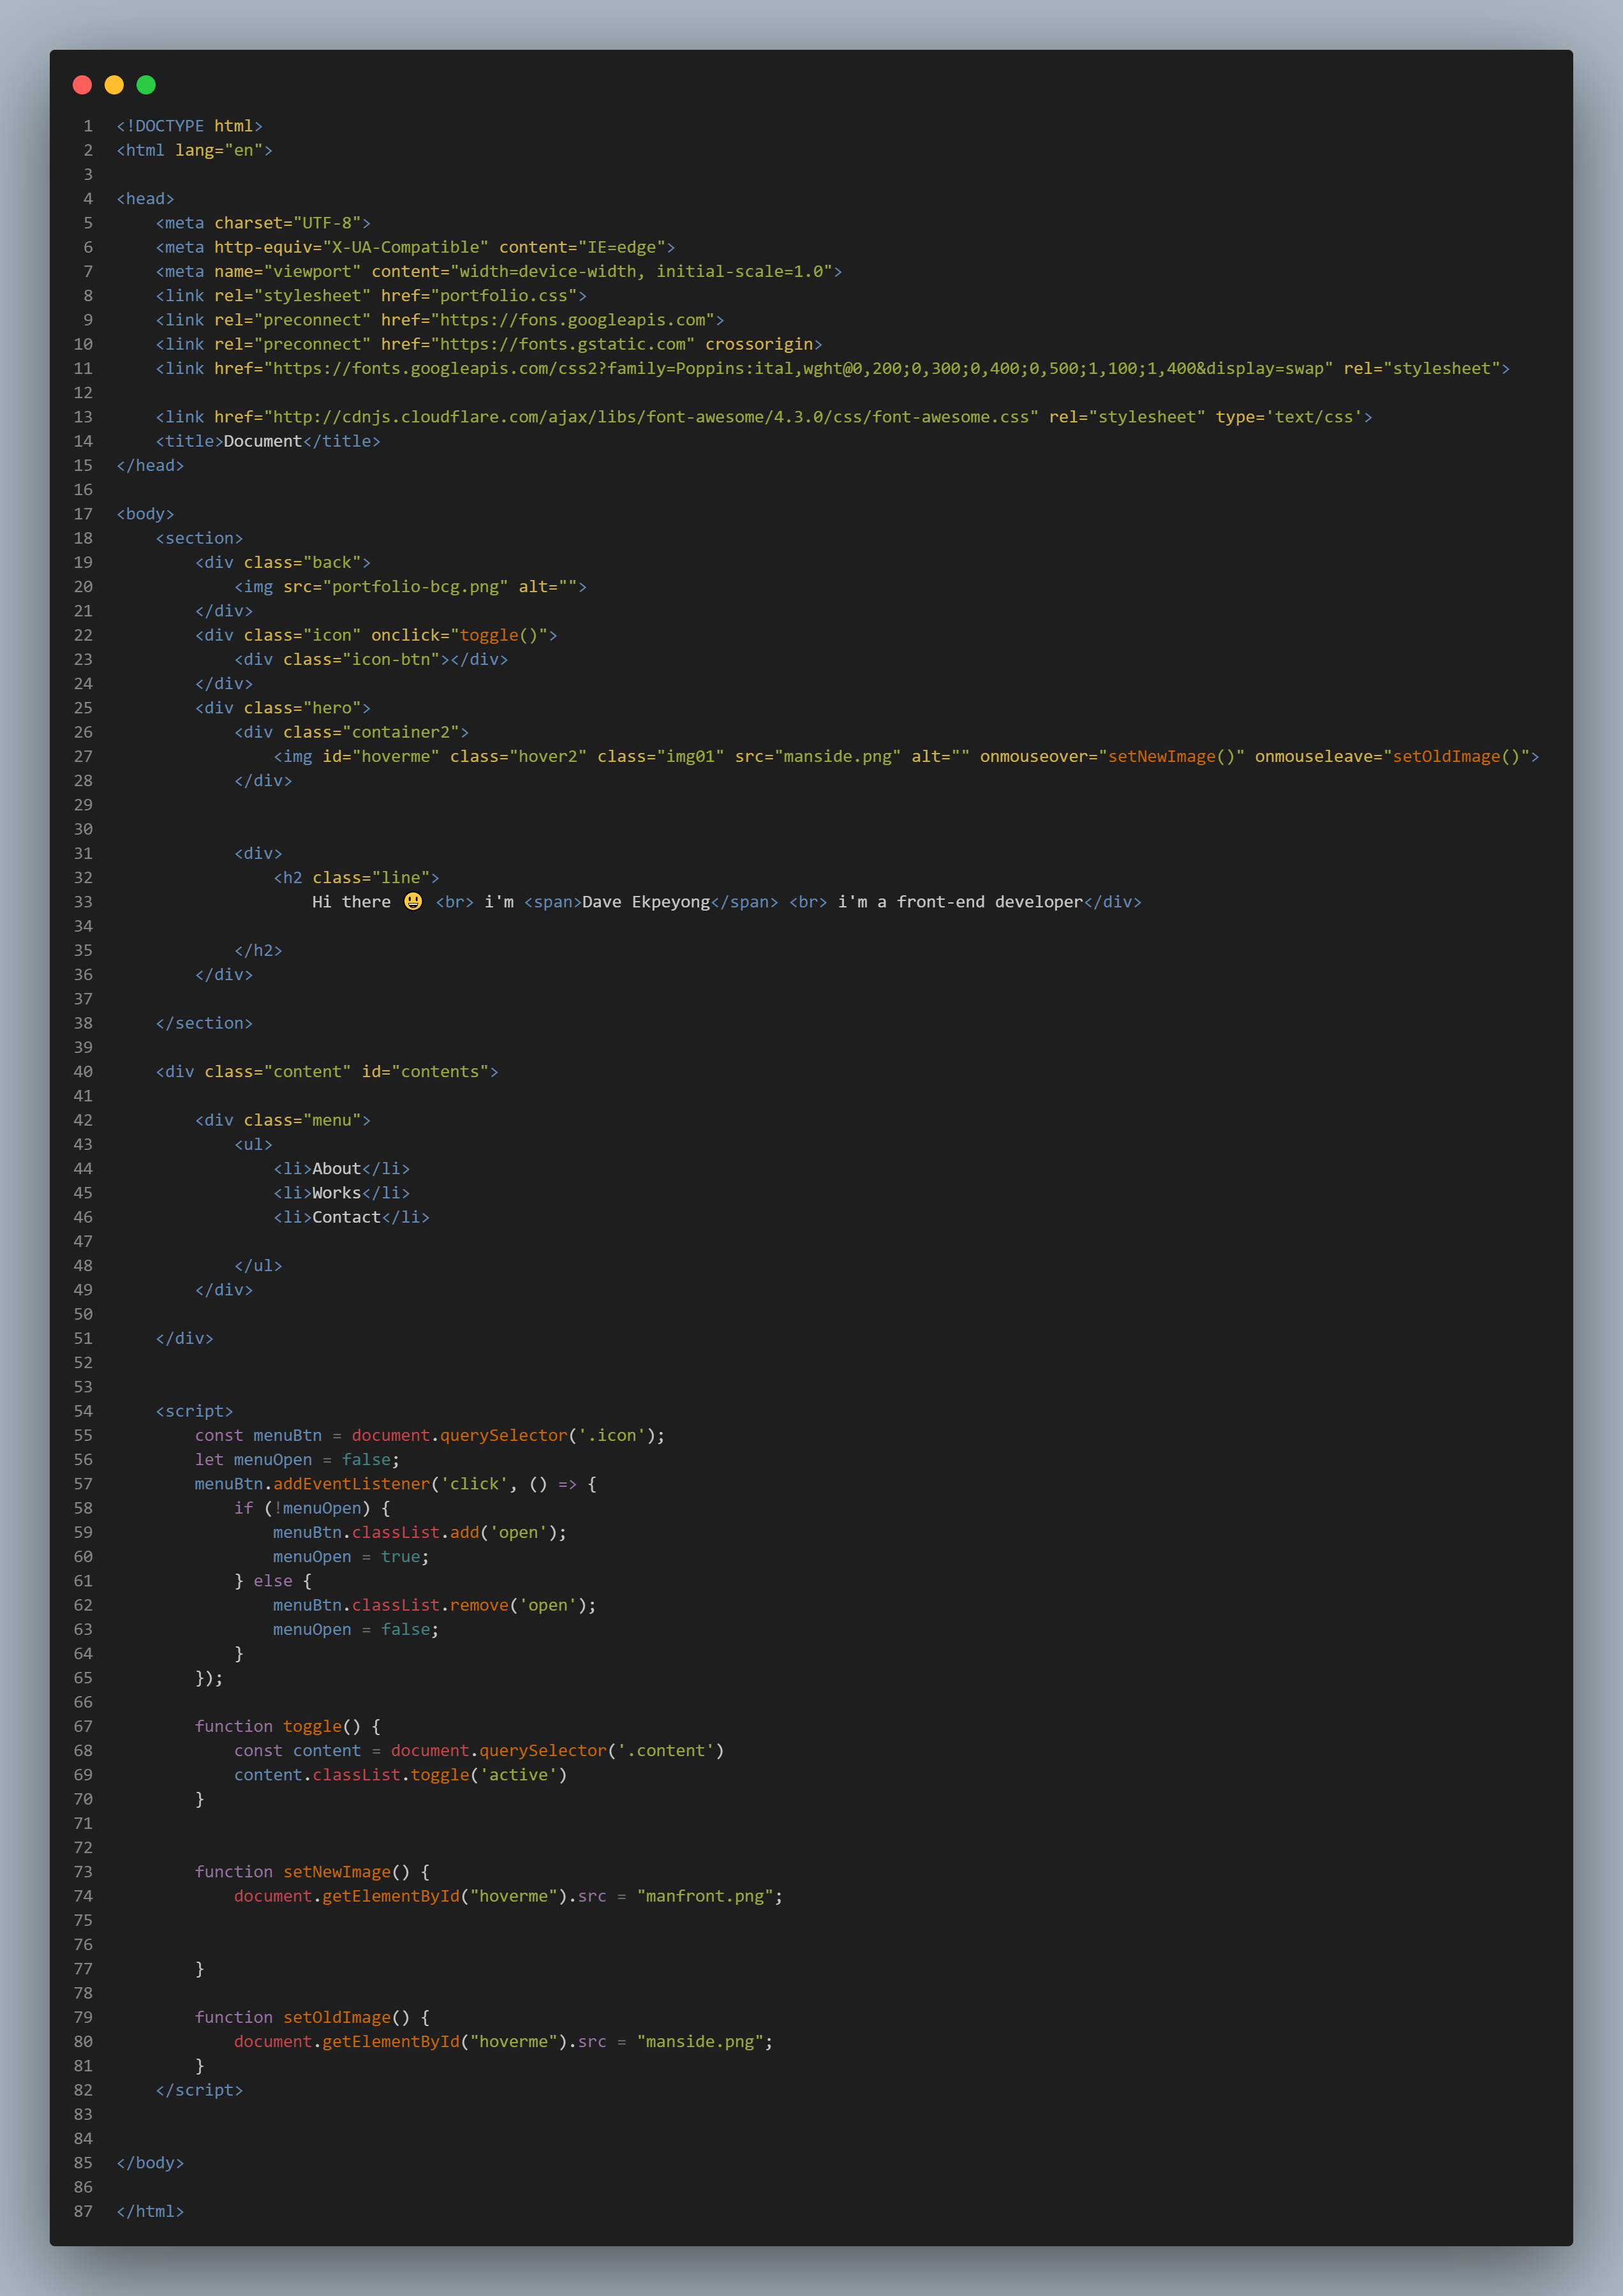 1 <!DOCTYPE html>
2 <html lang="en">
3
4 <head>
5     <meta charset="UTF-8">
6     <meta http-equiv="X-UA-Compatible" content="IE=edge">
7     <meta name="viewport" content="width=device-width, initial-scale=1.0">
8     <link rel="stylesheet" href="portfolio.css">
9     <link rel="preconnect" href="https://fons.googleapis.com">
10     <link rel="preconnect" href="https://fonts.gstatic.com" crossorigin>
11     <link href="https://fonts.googleapis.com/css2?family=Poppins:ital,wght@0,200;0,300;0,400;0,500;1,100;1,400&display=swap" rel="stylesheet">
12
13     <link href="http://cdnjs.cloudflare.com/ajax/libs/font-awesome/4.3.0/css/font-awesome.css" rel="stylesheet" type='text/css'>
14     <title>Document</title>
15 </head>
16
17 <body>
18     <section>
19         <div class="back">
20             <img src="portfolio-bcg.png" alt="">
21         </div>
22         <div class="icon" onclick="toggle()">
23             <div class="icon-btn"></div>
24         </div>
25         <div class="hero">
26             <div class="container2">
27                 <img id="hoverme" class="hover2" class="img01" src="manside.png" alt="" onmouseover="setNewImage()" onmouseleave="setOldImage()">
28             </div>
29
30
31             <div>
32                 <h2 class="line">
33                     Hi there 😃 <br> i'm <span>Dave Ekpeyong</span> <br> i'm a front-end developer</div>
34
35             </h2>
36         </div>
37
38     </section>
39
40     <div class="content" id="contents">
41
42         <div class="menu">
43             <ul>
44                 <li>About</li>
45                 <li>Works</li>
46                 <li>Contact</li>
47
48             </ul>
49         </div>
50
51     </div>
52
53
54     <script>
55         const menuBtn = document.querySelector('.icon');
56         let menuOpen = false;
57         menuBtn.addEventListener('click', () => {
58             if (!menuOpen) {
59                 menuBtn.classList.add('open');
60                 menuOpen = true;
61             } else {
62                 menuBtn.classList.remove('open');
63                 menuOpen = false;
64             }
65         });
66
67         function toggle() {
68             const content = document.querySelector('.content')
69             content.classList.toggle('active')
70         }
71
72
73         function setNewImage() {
74             document.getElementById("hoverme").src = "manfront.png";
75
76
77         }
78
79         function setOldImage() {
80             document.getElementById("hoverme").src = "manside.png";
81         }
82     </script>
83
84
85 </body>
86
87 </html>